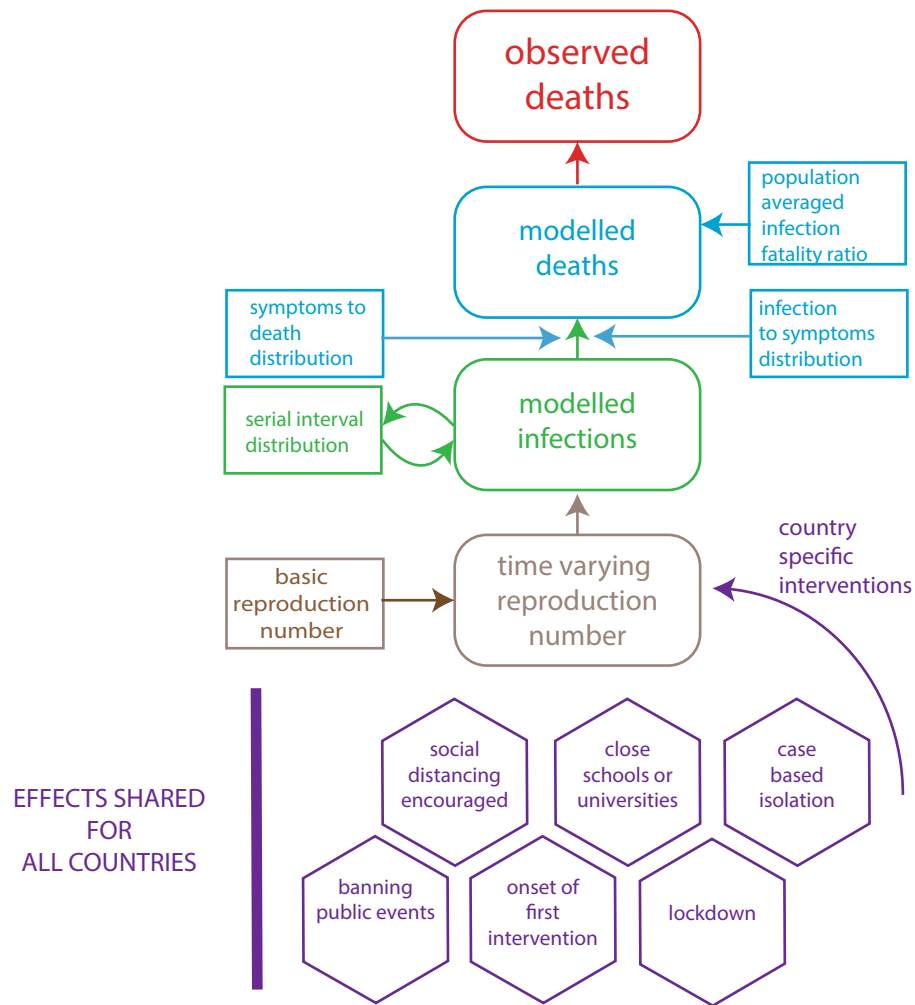 observed
deaths
population
averaged
infection
fatality ratio
modelled
deaths
symptoms to
death
distribution
infection
to symptoms
distribution
serial interval
distribution
modelled
infections
country
specific
interventions
basic
reproduction
number
time varying
reproduction
number
EFFECTS SHARED
FOR
ALL COUNTRIES
social
distancing
encouraged
close
schools or
universities
case
based
isolation
banning
public events
onset of
first
intervention
lockdown